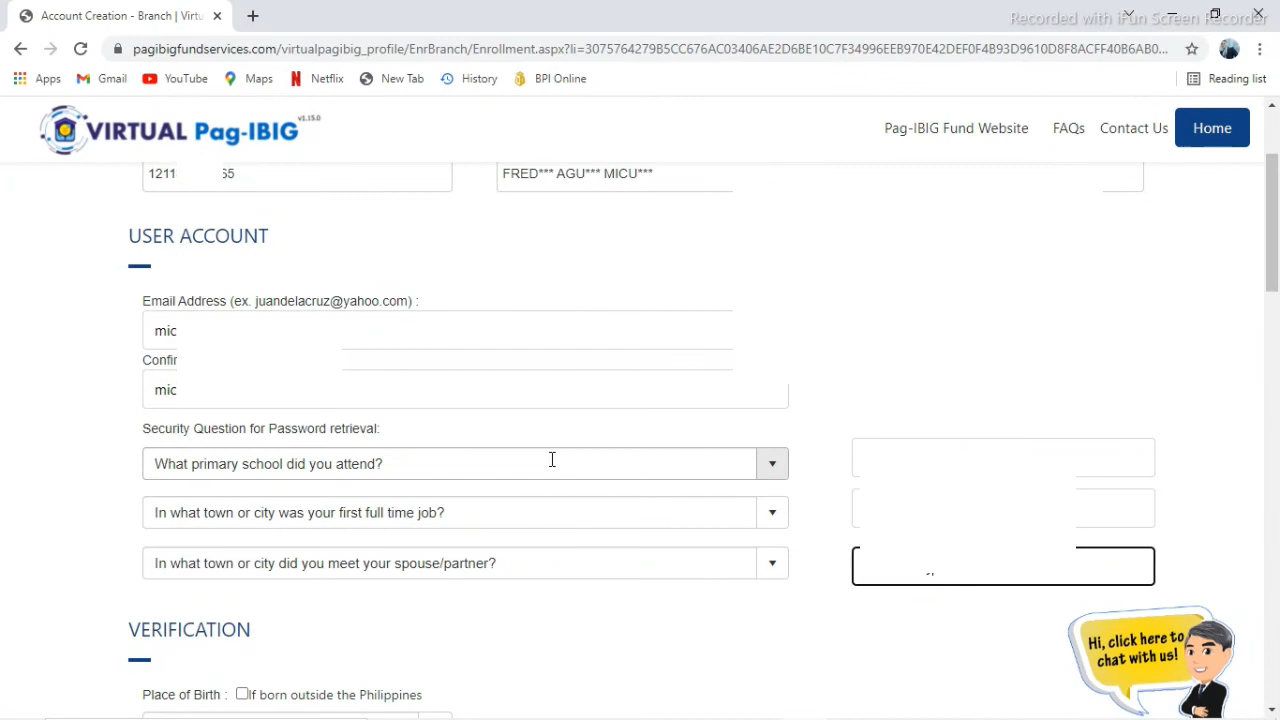 Account Creation - Branch | Virtu
Recorded with iFun Screen Recorder
pagibigfundservices.com/virtualpagibig_profile/EnrBranch/Enrollment.aspx?li=3075764279B5CC676AC03406AE2D6BE10C7F34996EEB970E42DEF0F4B93D9610D8F8ACFF40B6AB0...
Apps Gmail YouTube Maps Netflix New Tab History BPI Online Reading list
VIRTUAL Pag-IBIG v1.15.0
Pag-IBIG Fund Website FAQs Contact Us Home
1211 65 FRED*** AGU*** MICU***
USER ACCOUNT
Email Address (ex. juandelacruz@yahoo.com) :
mic
Confir
mic
Security Question for Password retrieval:
What primary school did you attend?
In what town or city was your first full time job?
In what town or city did you meet your spouse/partner?
VERIFICATION
Hi, click here to
chat with us!
Place of Birth : If born outside the Philippines